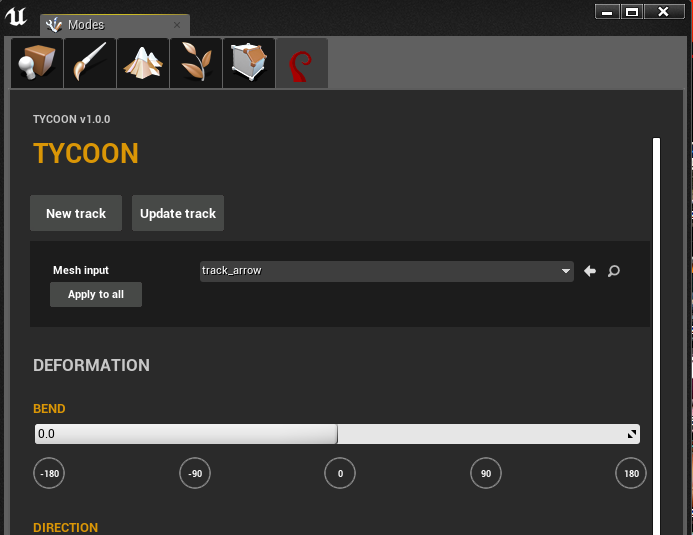 Modes
TYCOON v1.0.0
TYCOON
New track
Update track
Mesh input
track_arrow
Apply to all
DEFORMATION
BEND
0.0
-180
-90
0
90
180
DIRECTION